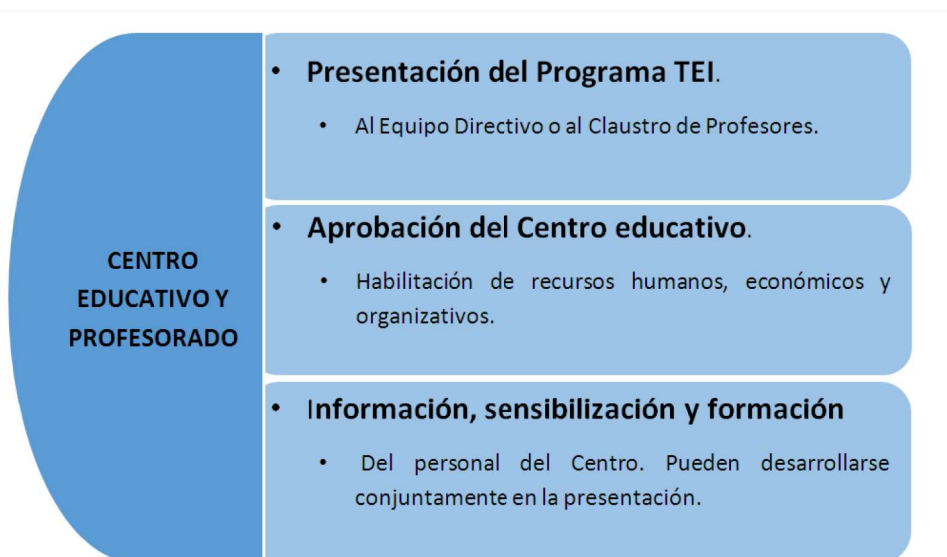 CENTRO
EDUCATIVO Y
PROFESORADO
• Presentación del Programa TEI.
• Al Equipo Directivo o al Claustro de Profesores.
• Aprobación del Centro educativo.
• Habilitación de recursos humanos, económicos y
organizativos.
• Información, sensibilización y formación
• Del personal del Centro. Pueden desarrollarse
conjuntamente en la presentación.